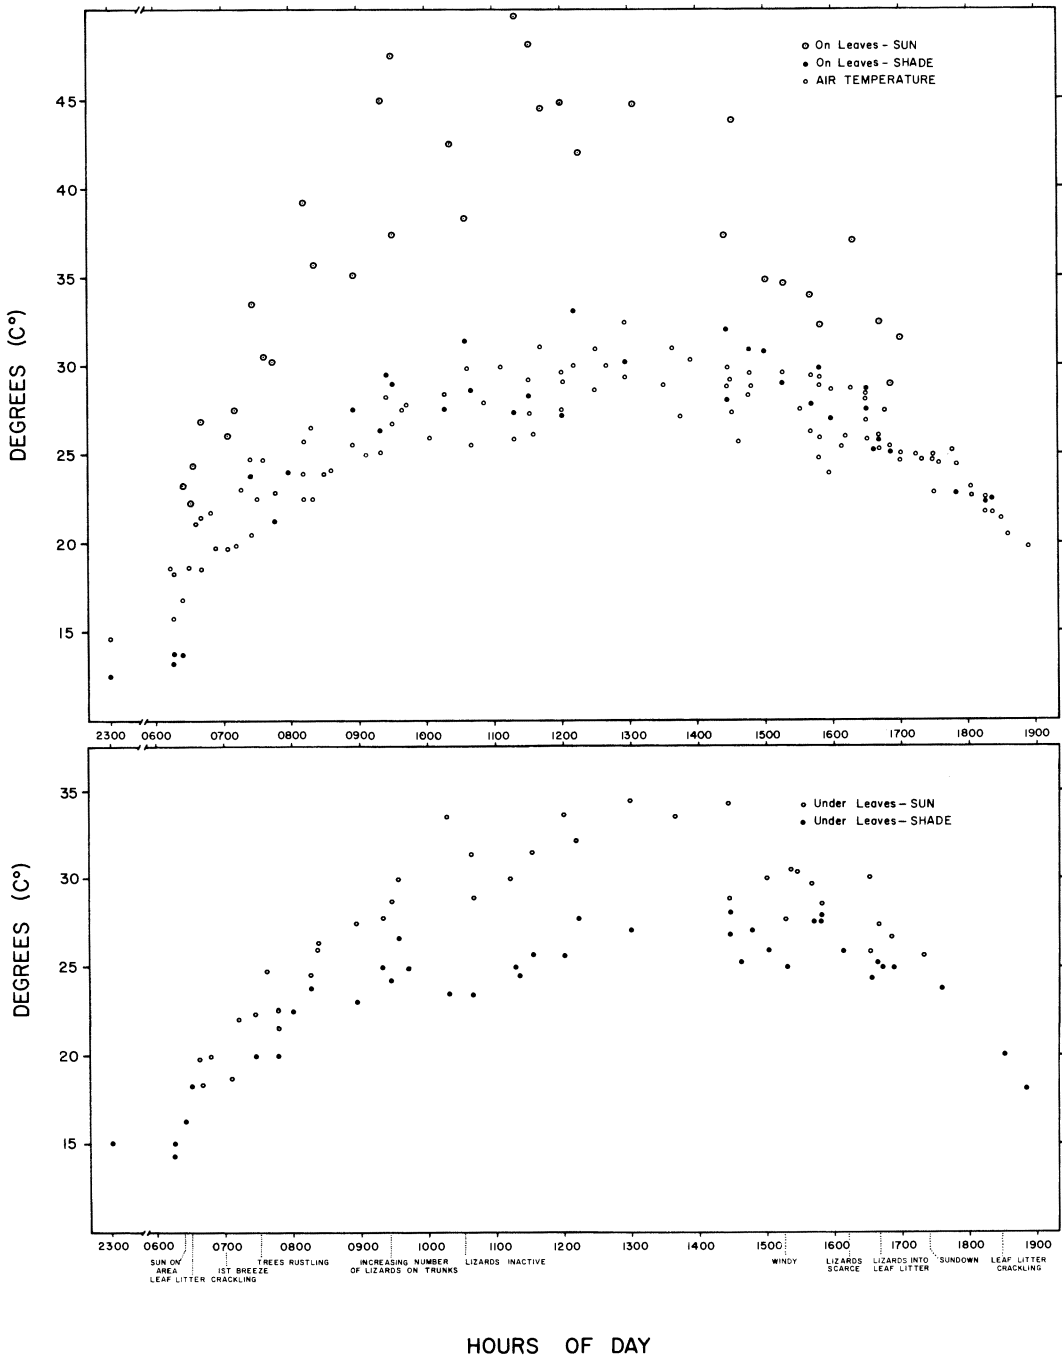 On Leaves – SUN
On Leaves – SHADE
AIR TEMPERATURE
DEGREES (C°)
45
40
35
30
25
20
15
2300 0600 0700 0800 0900 1000 1100 1200 1300 1400 1500 1600 1700 1800 1900
Under Leaves – SUN
Under Leaves – SHADE
DEGREES (C°)
35
30
25
20
15
2300 0600 0700 0800 0900 1000 1100 1200 1300 1400 1500 1600 1700 1800 1900
SUN ON
AREA
LEAF LITTER CRACKLING
1ST BREEZE
TREES RUSTLING
INCREASING NUMBER
OF LIZARDS ON TRUNKS
LIZARDS INACTIVE
WINDY
LIZARDS
SCARCE
LIZARDS INTO
LEAF LITTER
SUNDOWN
LEAF LITTER
CRACKLING
HOURS OF DAY